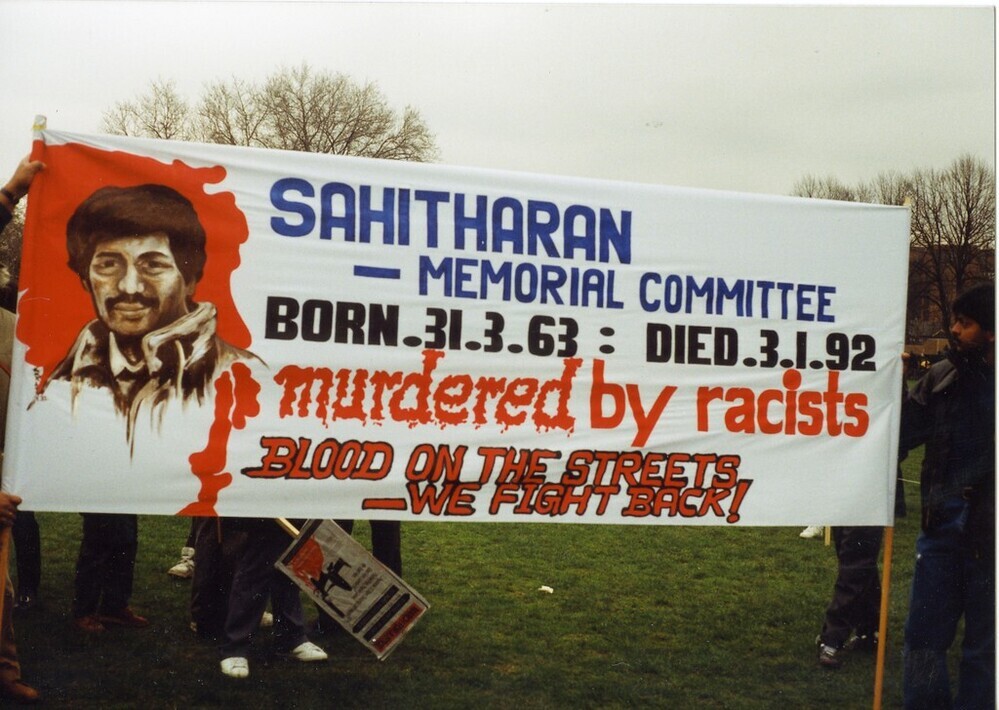 SAHITHARAN
— MEMORIAL COMMITTEE
BORN.31.3.63 : DIED.3.1.92
murdered by racists
BLOOD ON THE STREETS
—WE FIGHT BACK!